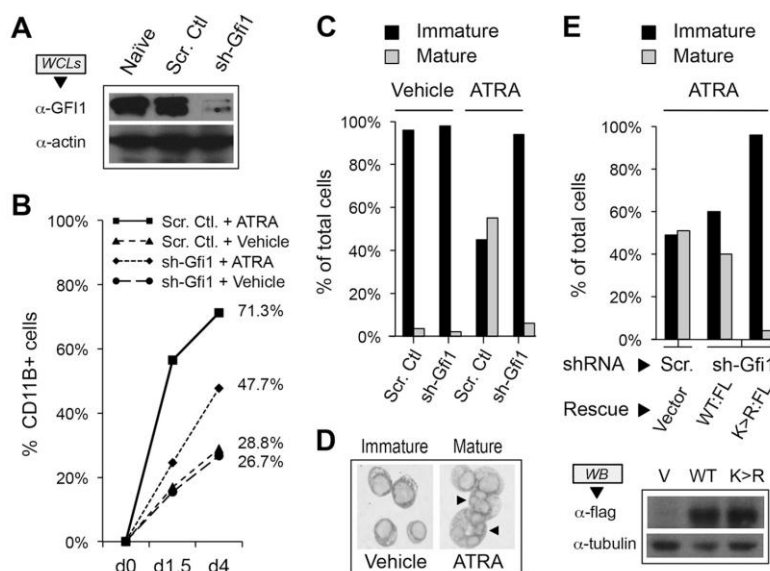 A
WCLs
Naïve
Scr. Ctl
sh-Gfi1
α-GFI1
α-actin
B
100%
80%
60%
40%
20%
0%
% CD11B+ cells
Scr. Ctl. + ATRA
Scr. Ctl. + Vehicle
sh-Gfi1 + ATRA
sh-Gfi1 + Vehicle
71.3%
47.7%
28.8%
26.7%
d0 d1.5 d4
C
Immature
Mature
Vehicle ATRA
100%
80%
60%
40%
20%
0%
% of total cells
Scr. Ctl
sh-Gfi1
Scr. Ctl
sh-Gfi1
D
Immature Mature
Vehicle ATRA
E
Immature
Mature
ATRA
100%
80%
60%
40%
20%
0%
% of total cells
shRNA Scr. sh-Gfi1
Rescue Vector WT:FL K>R:FL
WB
V WT K>R
α-flag
α-tubulin